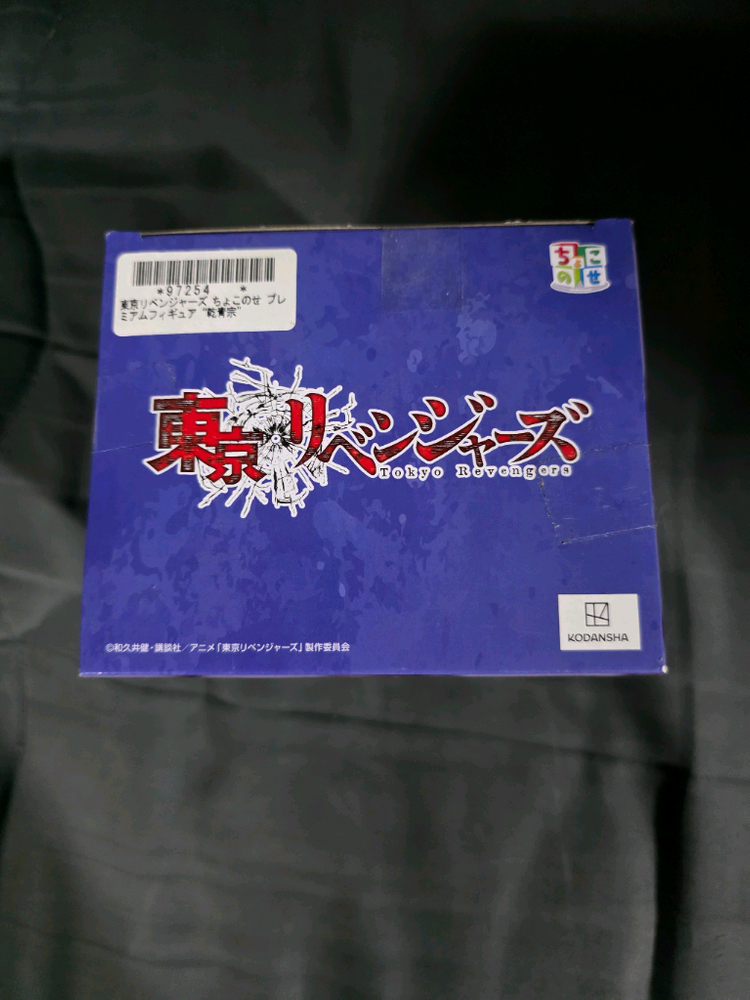 *97254 *
東京リベンジャーズ ちょこのせ プレ
ミアムフィギュア "乾青宗"
ちょこ
のせ
東京リベンジャーズ
Tokyo Revengers
©和久井健・講談社／アニメ「東京リベンジャーズ」製作委員会
KODANSHA